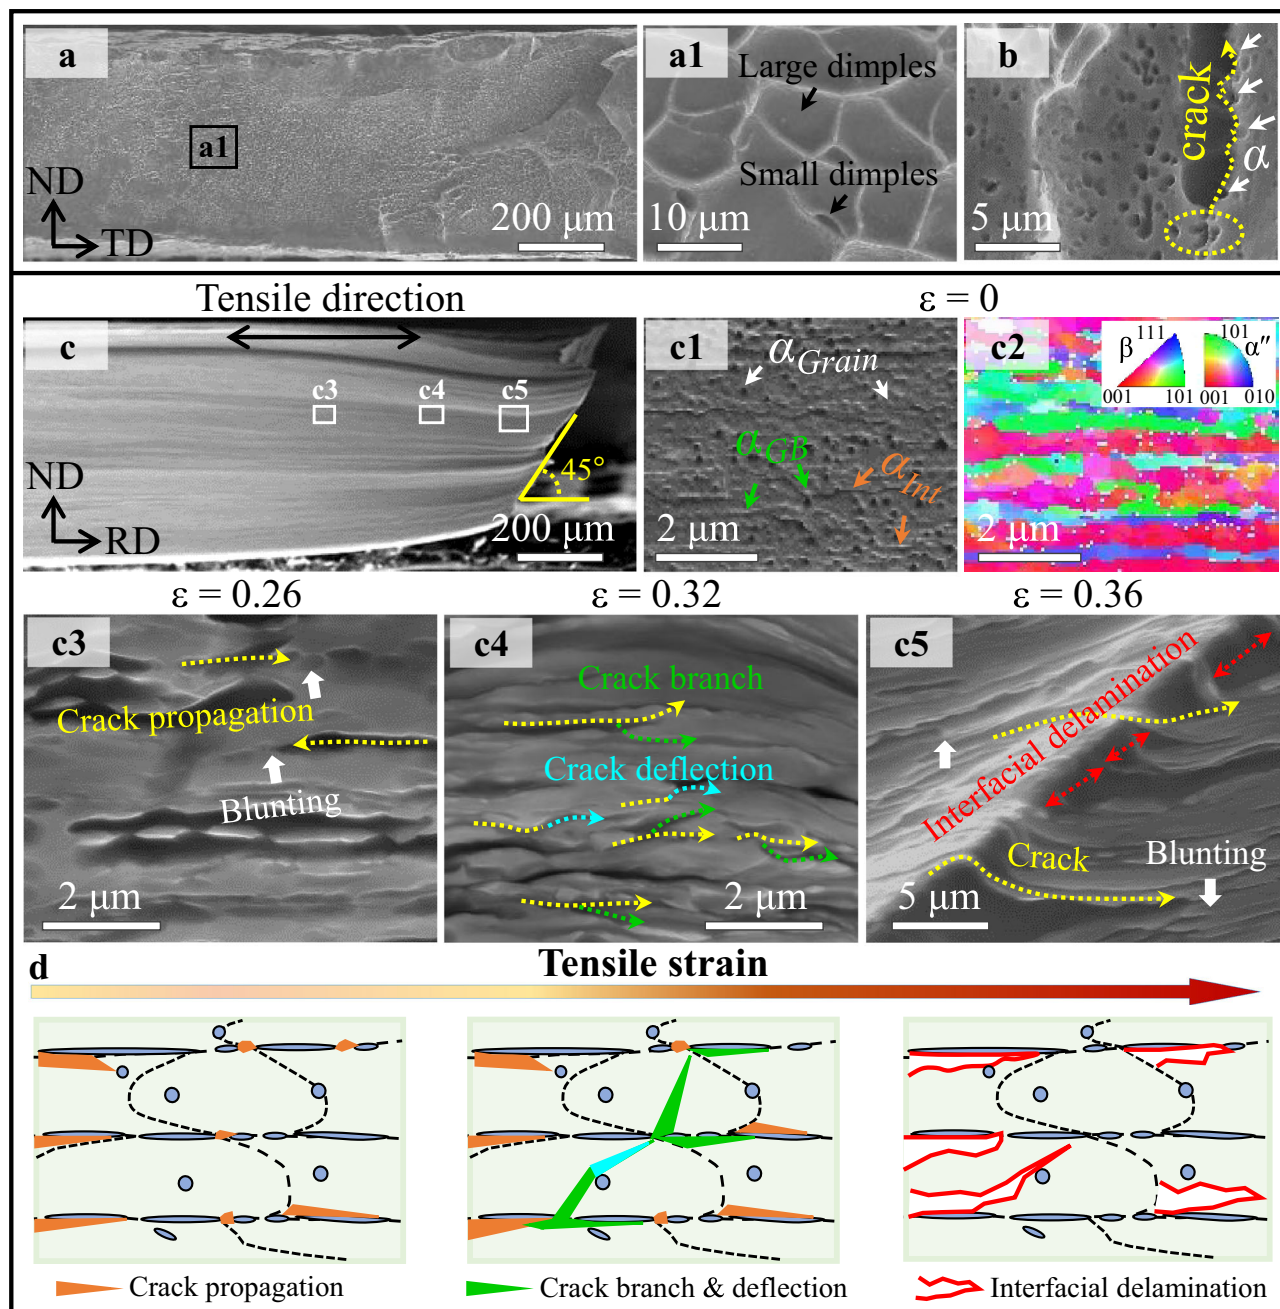 a
a1
ND
TD
200 μm
a1
Large dimples
Small dimples
10 μm
b
crack
α
5 μm
Tensile direction
ε = 0
c
c3
c4
c5
ND
RD
45°
200 μm
c1
α_Grain
α_GB
α_Int
2 μm
c2
β
111
001
101
101
α″
001
010
2 μm
ε = 0.26
ε = 0.32
ε = 0.36
c3
Crack propagation
Blunting
2 μm
c4
Crack branch
Crack deflection
2 μm
c5
Interfacial delamination
Crack
Blunting
5 μm
d
Tensile strain
Crack propagation
Crack branch & deflection
Interfacial delamination